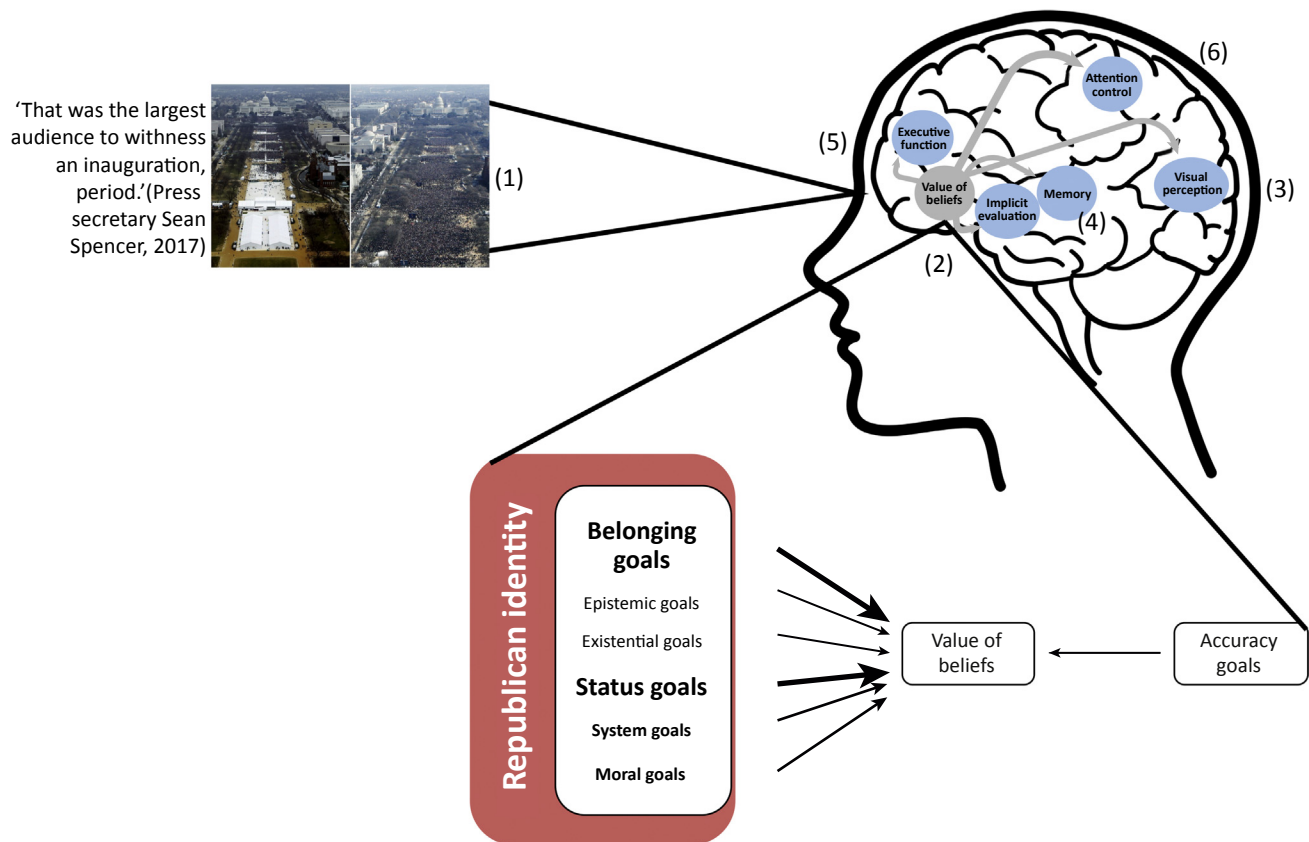 ‘That was the largest
audience to withness
an inauguration,
period.’(Press
secretary Sean
Spencer, 2017)
(1)
(6)
Attention
control
(5)
Executive
function
Value of
beliefs
Implicit
evaluation
Memory
(4)
Visual
perception
(3)
(2)
Republican identity
Belonging
goals
Epistemic goals
Existential goals
Status goals
System goals
Moral goals
Value of
beliefs
Accuracy
goals